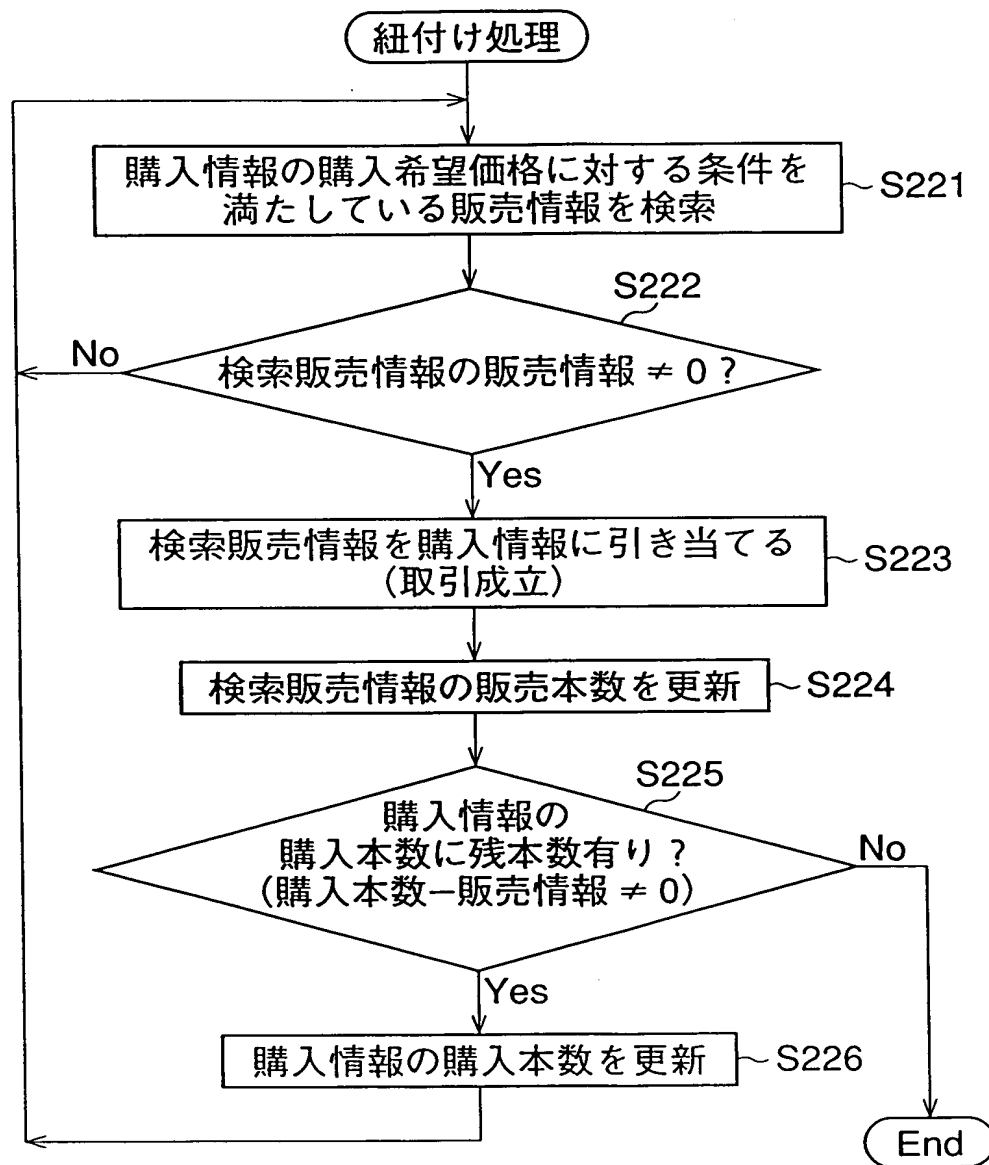 紐付け処理
購入情報の購入希望価格に対する条件を
満たしている販売情報を検索
S221
S222
検索販売情報の販売情報 ≠ 0 ?
No
Yes
検索販売情報を購入情報に引き当てる
(取引成立)
S223
検索販売情報の販売本数を更新
S224
S225
購入情報の
購入本数に残本数有り ?
(購入本数−販売情報 ≠ 0)
No
Yes
購入情報の購入本数を更新
S226
End